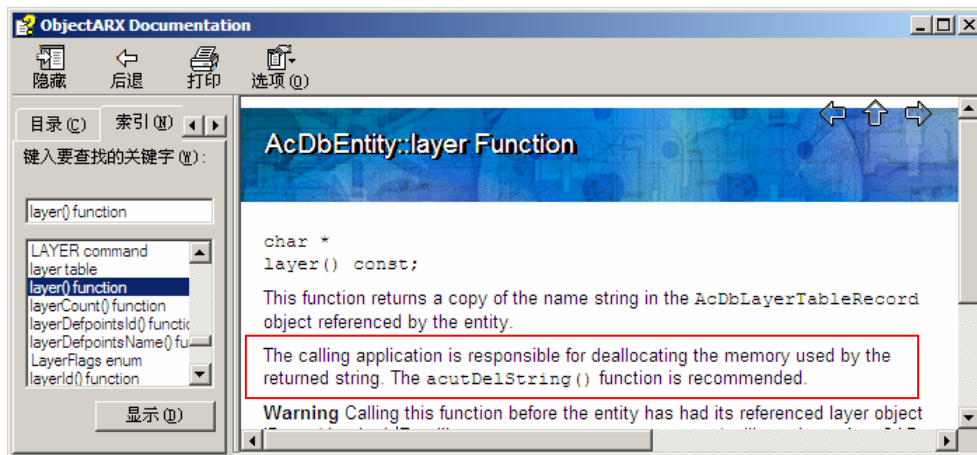 ObjectARX Documentation
隐藏
后退
打印
选项(O)
目录(C)
索引(N)
键入要查找的关键字(W):
layer() function
LAYER command
layer table
layer() function
layerCount() function
layerDefpointsId() functio
layerDefpointsName() fu
LayerFlags enum
layerId() function
显示(D)
AcDbEntity::layer Function
char *
layer() const;
This function returns a copy of the name string in the AcDbLayerTableRecord
object referenced by the entity.
The calling application is responsible for deallocating the memory used by the
returned string. The acutDelString() function is recommended.
Warning Calling this function before the entity has had its referenced layer object